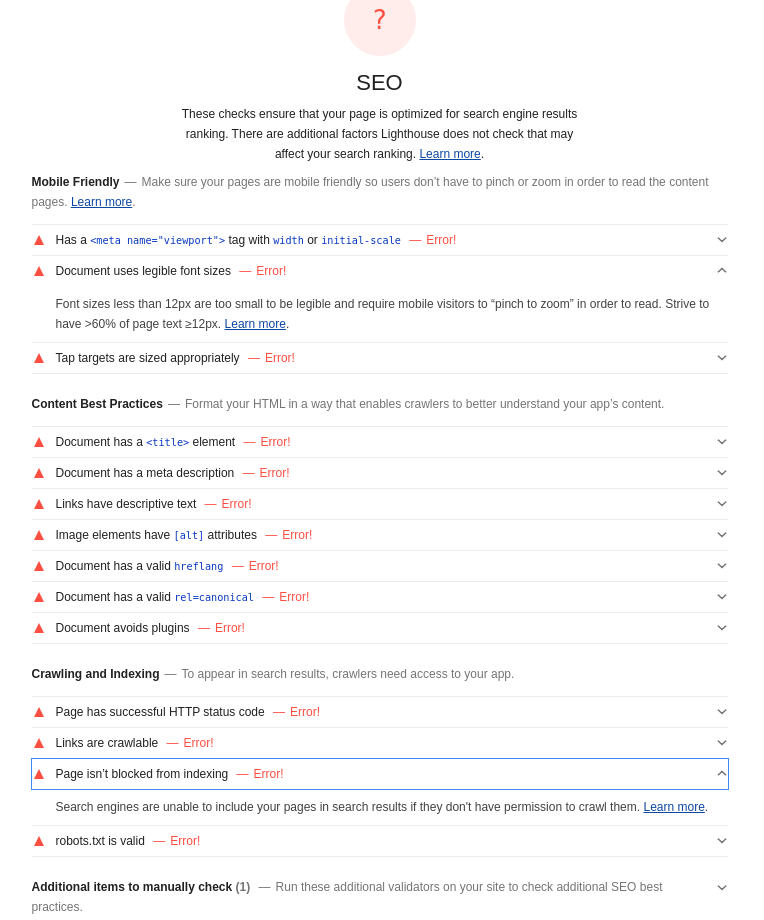 ?
SEO
These checks ensure that your page is optimized for search engine results
ranking. There are additional factors Lighthouse does not check that may
affect your search ranking. Learn more.
Mobile Friendly — Make sure your pages are mobile friendly so users don’t have to pinch or zoom in order to read the content
pages. Learn more.
Has a <meta name="viewport"> tag with width or initial-scale — Error!
Document uses legible font sizes — Error!
Font sizes less than 12px are too small to be legible and require mobile visitors to “pinch to zoom” in order to read. Strive to
have >60% of page text ≥12px. Learn more.
Tap targets are sized appropriately — Error!
Content Best Practices — Format your HTML in a way that enables crawlers to better understand your app’s content.
Document has a <title> element — Error!
Document has a meta description — Error!
Links have descriptive text — Error!
Image elements have [alt] attributes — Error!
Document has a valid hreflang — Error!
Document has a valid rel=canonical — Error!
Document avoids plugins — Error!
Crawling and Indexing — To appear in search results, crawlers need access to your app.
Page has successful HTTP status code — Error!
Links are crawlable — Error!
Page isn’t blocked from indexing — Error!
Search engines are unable to include your pages in search results if they don't have permission to crawl them. Learn more.
robots.txt is valid — Error!
Additional items to manually check (1) — Run these additional validators on your site to check additional SEO best
practices.